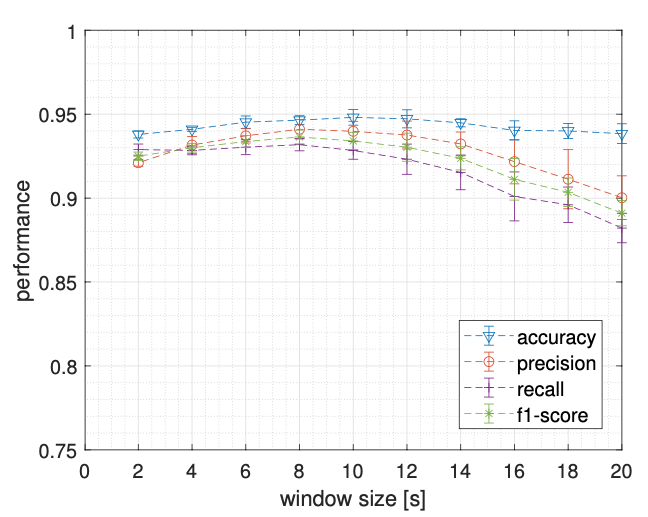 1
0.95
0.9
0.85
0.8
0.75
performance
0 2 4 6 8 10 12 14 16 18 20
window size [s]
accuracy
precision
recall
f1-score